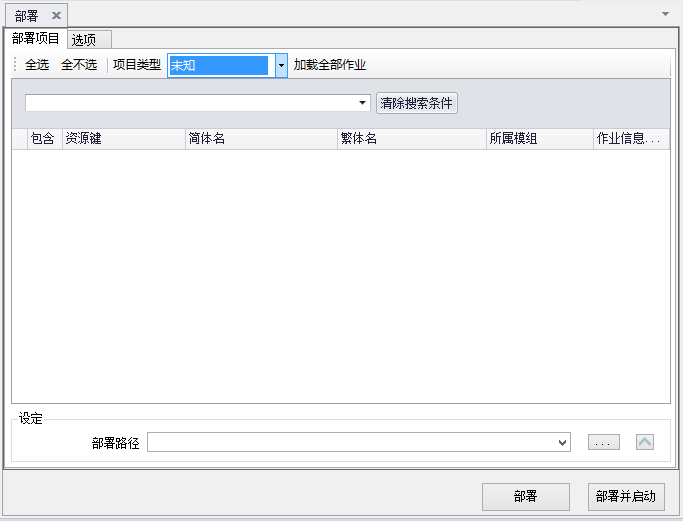 部署
部署项目 选项
全选 全不选 项目类型 未知 加载全部作业
清除搜索条件
包含 资源键 简体名 繁体名 所属模组 作业信息...
设定
部署路径 ...
部署 部署并启动